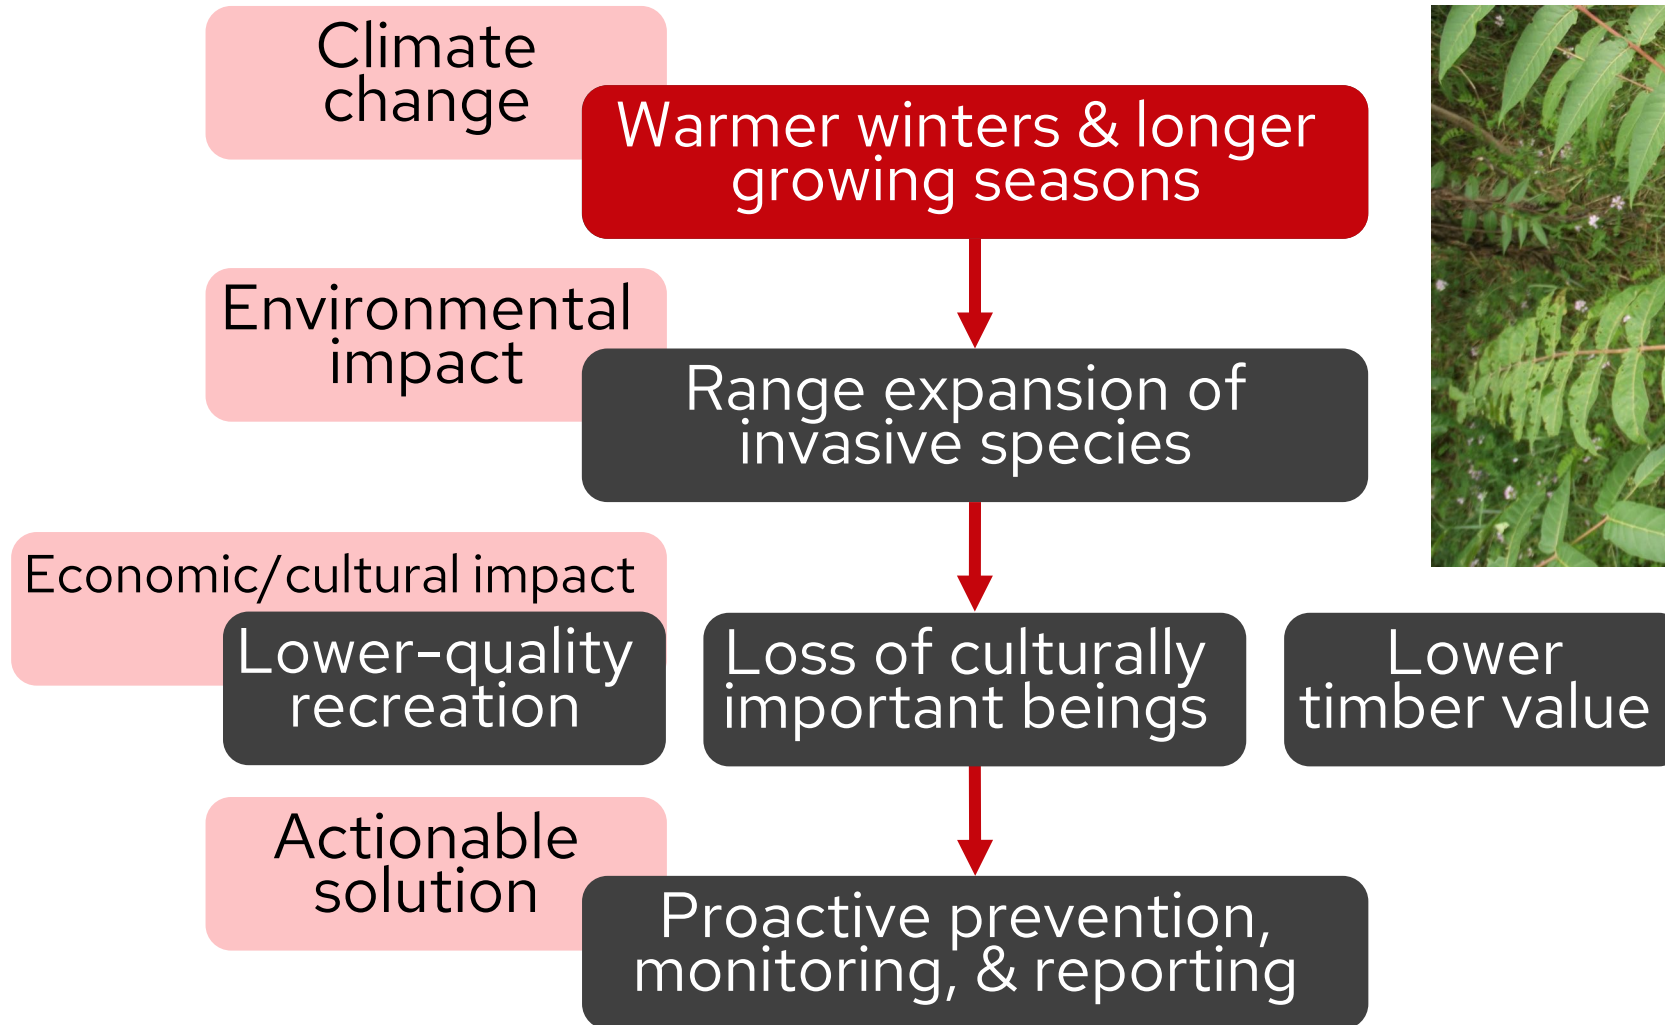 Climate
change
Warmer winters & longer
growing seasons
Environmental
impact
Range expansion of
invasive species
Economic/cultural impact
Lower-quality
recreation
Loss of culturally
important beings
Lower
timber value
Actionable
solution
Proactive prevention,
monitoring, & reporting